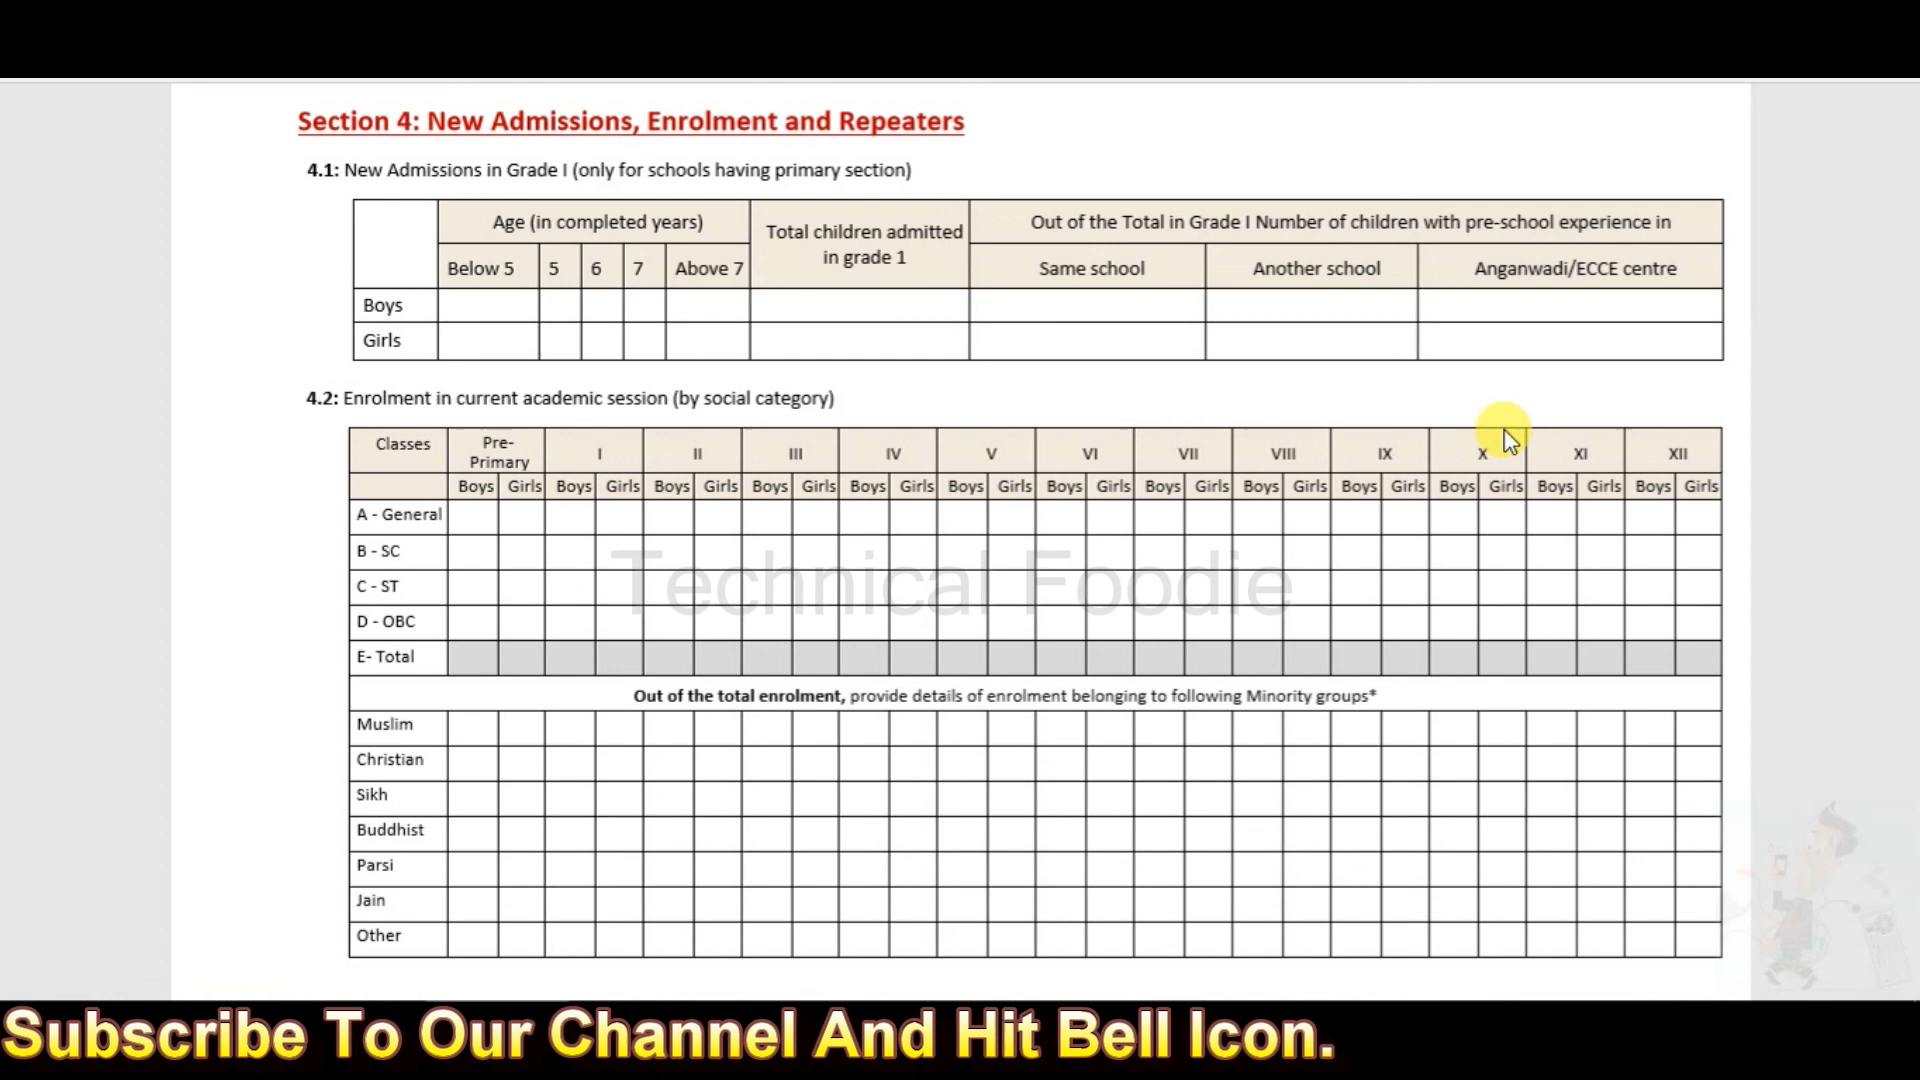 Section 4: New Admissions, Enrolment and Repeaters
4.1: New Admissions in Grade I (only for schools having primary section)
Age (in completed years) Total children admitted in grade 1 Out of the Total in Grade I Number of children with pre-school experience in
Below 5 5 6 7 Above 7 Same school Another school Anganwadi/ECCE centre
Boys
Girls
4.2: Enrolment in current academic session (by social category)
Classes Pre-Primary I II III IV V VI VII VIII IX X XI XII
Boys Girls Boys Girls Boys Girls Boys Girls Boys Girls Boys Girls Boys Girls Boys Girls Boys Girls Boys Girls Boys Girls Boys Girls Boys Girls
A - General
B - SC
Technical Foodie
C - ST
D - OBC
E- Total
Out of the total enrolment, provide details of enrolment belonging to following Minority groups*
Muslim
Christian
Sikh
Buddhist
Parsi
Jain
Other
Subscribe To Our Channel And Hit Bell Icon.